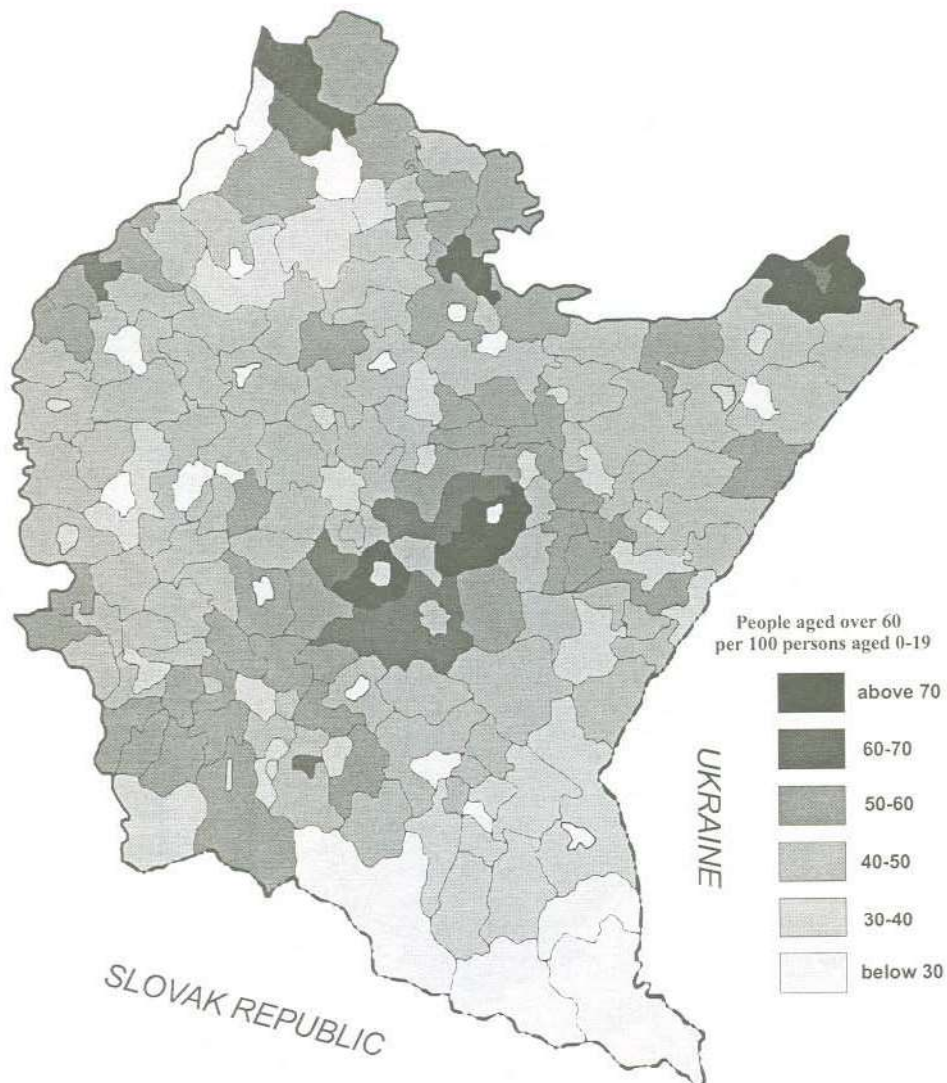 People aged over 60
per 100 persons aged 0-19
above 70
60-70
50-60
40-50
30-40
below 30
UKRAINE
SLOVAK REPUBLIC